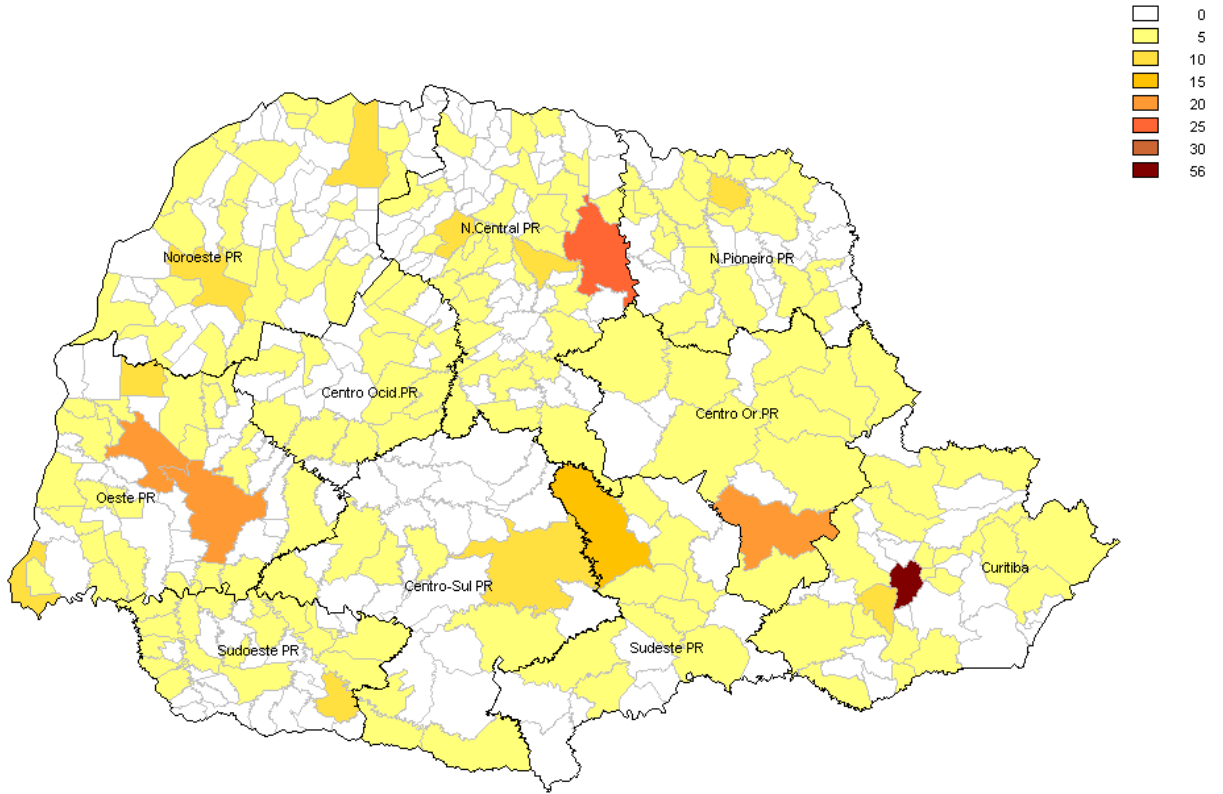 0
5
10
15
20
25
30
56
N.Central PR
Noroeste PR
N.Pioneiro PR
Centro Ocid.PR
Centro Or.PR
Oeste PR
Curitiba
Centro-Sul PR
Sudoeste PR
Sudeste PR